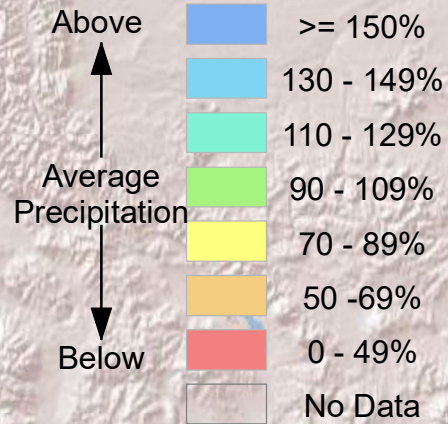 Above
>= 150%
130 - 149%
110 - 129%
Average
Precipitation
90 - 109%
70 - 89%
50 -69%
Below
0 - 49%
No Data